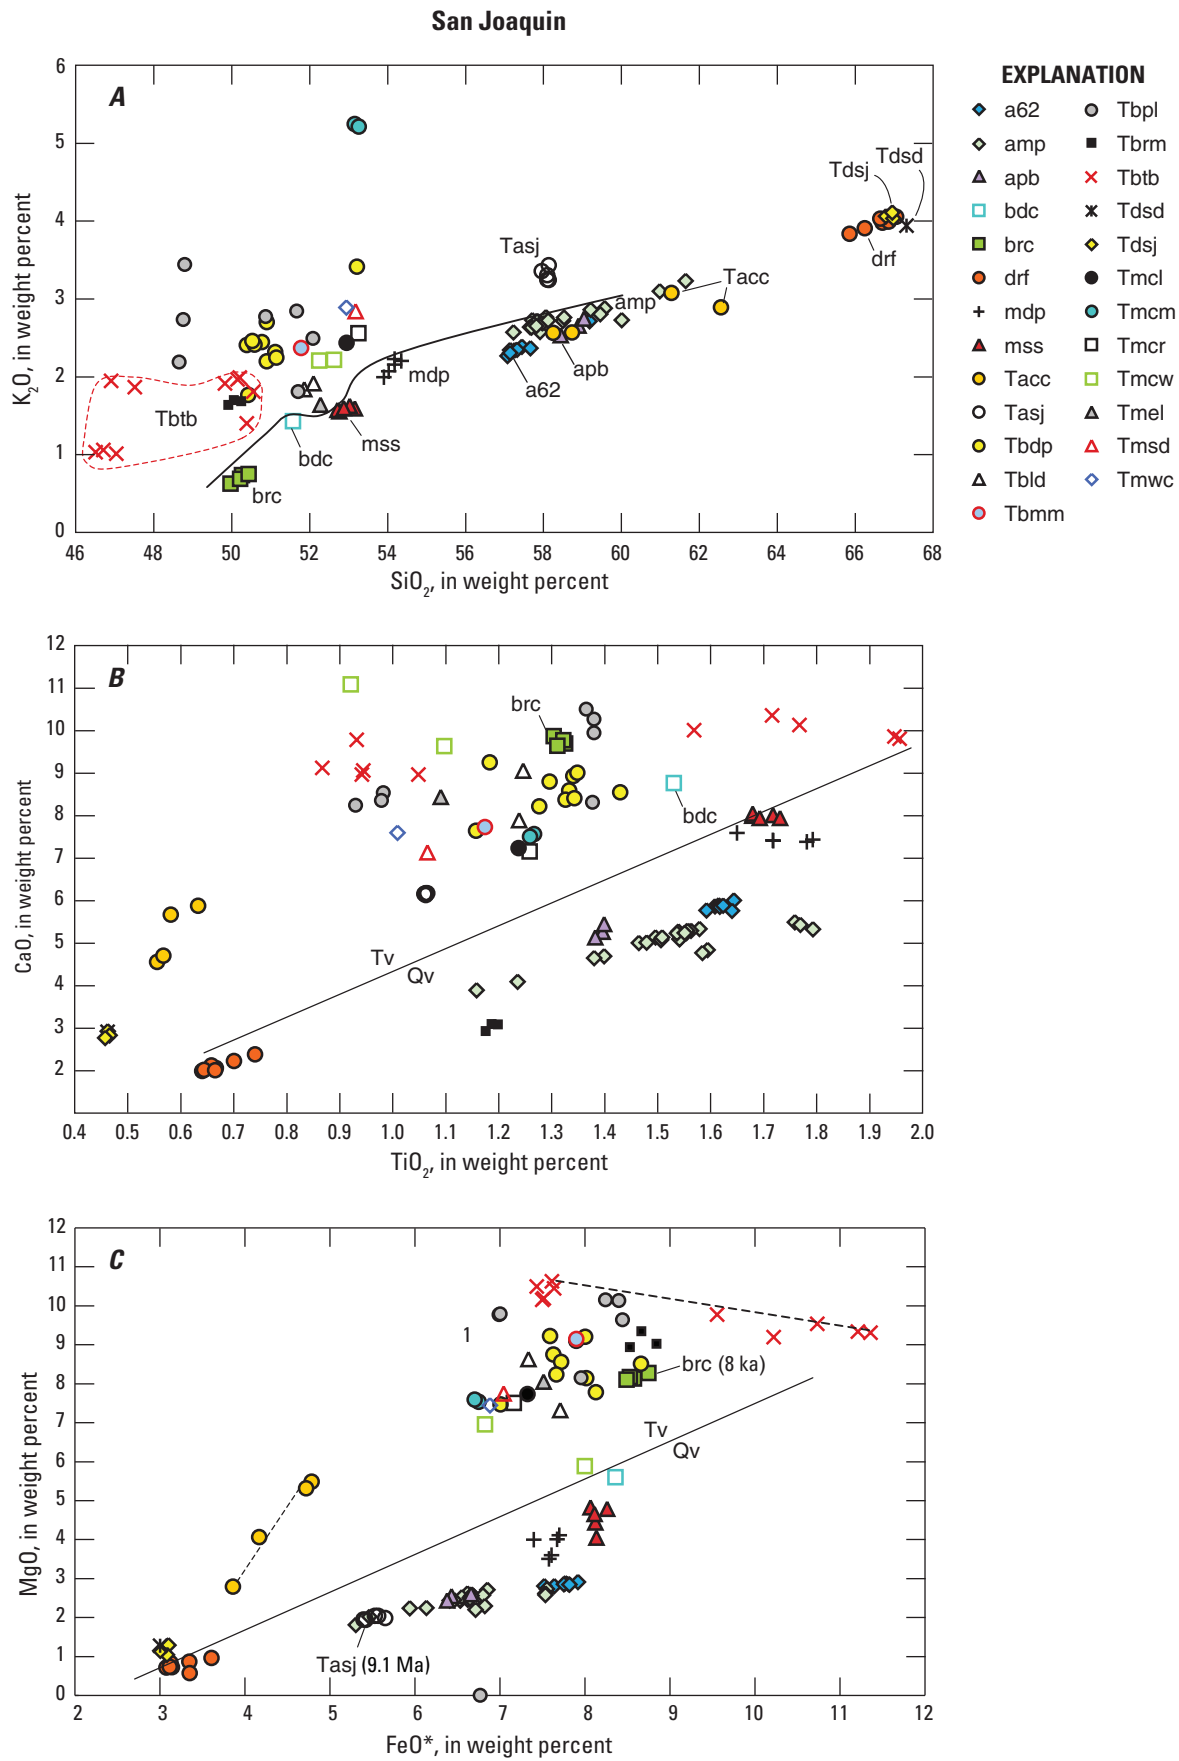 San Joaquin
A
6
5
4
3
2
1
0
K2O, in weight percent
46 48 50 52 54 56 58 60 62 64 66 68
SiO2, in weight percent
Tdsj
Tdsd
drf
Tasj
amp
Tacc
mdp
apb
a62
Tbtb
bdc
mss
brc
EXPLANATION
a62
amp
apb
bdc
brc
drf
mdp
mss
Tacc
Tasj
Tbdp
Tbld
Tbmm
Tbpl
Tbrm
Tbtb
Tdsd
Tdsj
Tmcl
Tmcm
Tmcr
Tmcw
Tmel
Tmsd
Tmwc
B
12
11
10
9
8
7
6
5
4
3
2
CaO, in weight percent
0.4 0.5 0.6 0.7 0.8 0.9 1.0 1.1 1.2 1.3 1.4 1.5 1.6 1.7 1.8 1.9 2.0
TiO2, in weight percent
brc
bdc
Tv
Qv
C
12
11
10
9
8
7
6
5
4
3
2
1
0
MgO, in weight percent
2 3 4 5 6 7 8 9 10 11 12
FeO*, in weight percent
1
brc (8 ka)
Tv
Qv
Tasj (9.1 Ma)